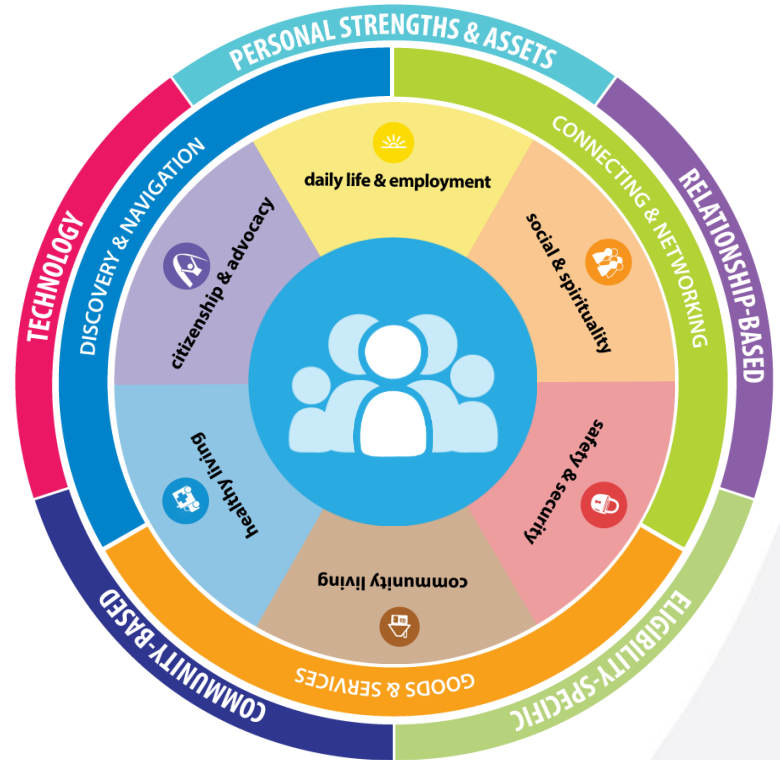 PERSONAL STRENGTHS & ASSETS
RELATIONSHIP-BASED
ELIGIBILITY-SPECIFIC
COMMUNITY-BASED
TECHNOLOGY
DISCOVERY & NAVIGATION
CONNECTING & NETWORKING
GOODS & SERVICES
daily life & employment
social & spirituality
safety & security
community living
healthy living
citizenship & advocacy